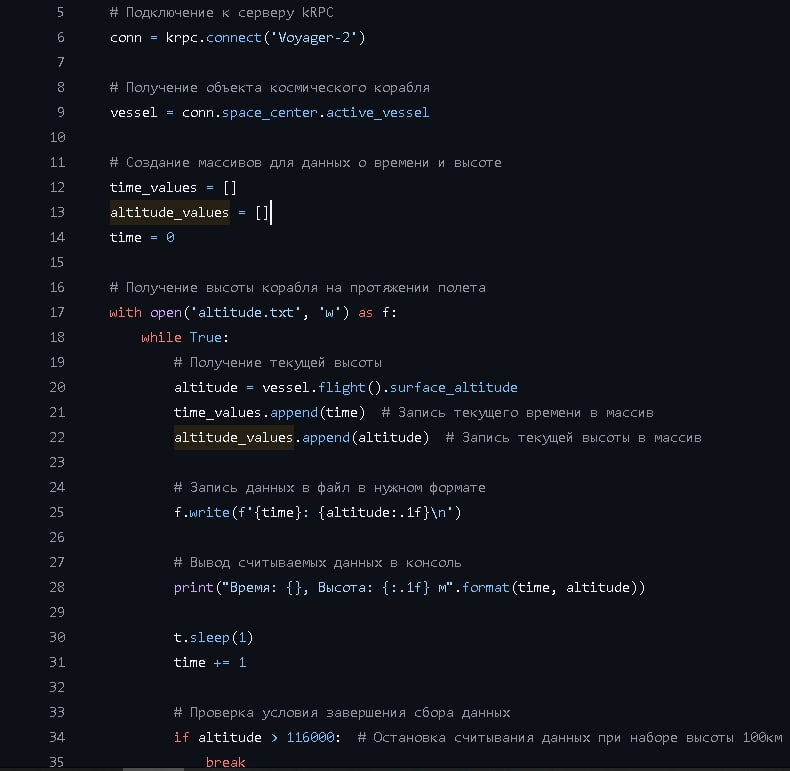 5 # Подключение к серверу kRPC
6 conn = krpc.connect('Voyager-2')
7
8 # Получение объекта космического корабля
9 vessel = conn.space_center.active_vessel
10
11 # Создание массивов для данных о времени и высоте
12 time_values = []
13 altitude_values = []
14 time = 0
15
16 # Получение высоты корабля на протяжении полета
17 with open('altitude.txt', 'w') as f:
18 while True:
19 # Получение текущей высоты
20 altitude = vessel.flight().surface_altitude
21 time_values.append(time) # Запись текущего времени в массив
22 altitude_values.append(altitude) # Запись текущей высоты в массив
23
24 # Запись данных в файл в нужном формате
25 f.write(f'{time}: {altitude:.1f}\n')
26
27 # Вывод считываемых данных в консоль
28 print("Время: {}, Высота: {:.1f} м".format(time, altitude))
29
30 t.sleep(1)
31 time += 1
32
33 # Проверка условия завершения сбора данных
34 if altitude > 116000: # Остановка считывания данных при наборе высоты 100км
35 break